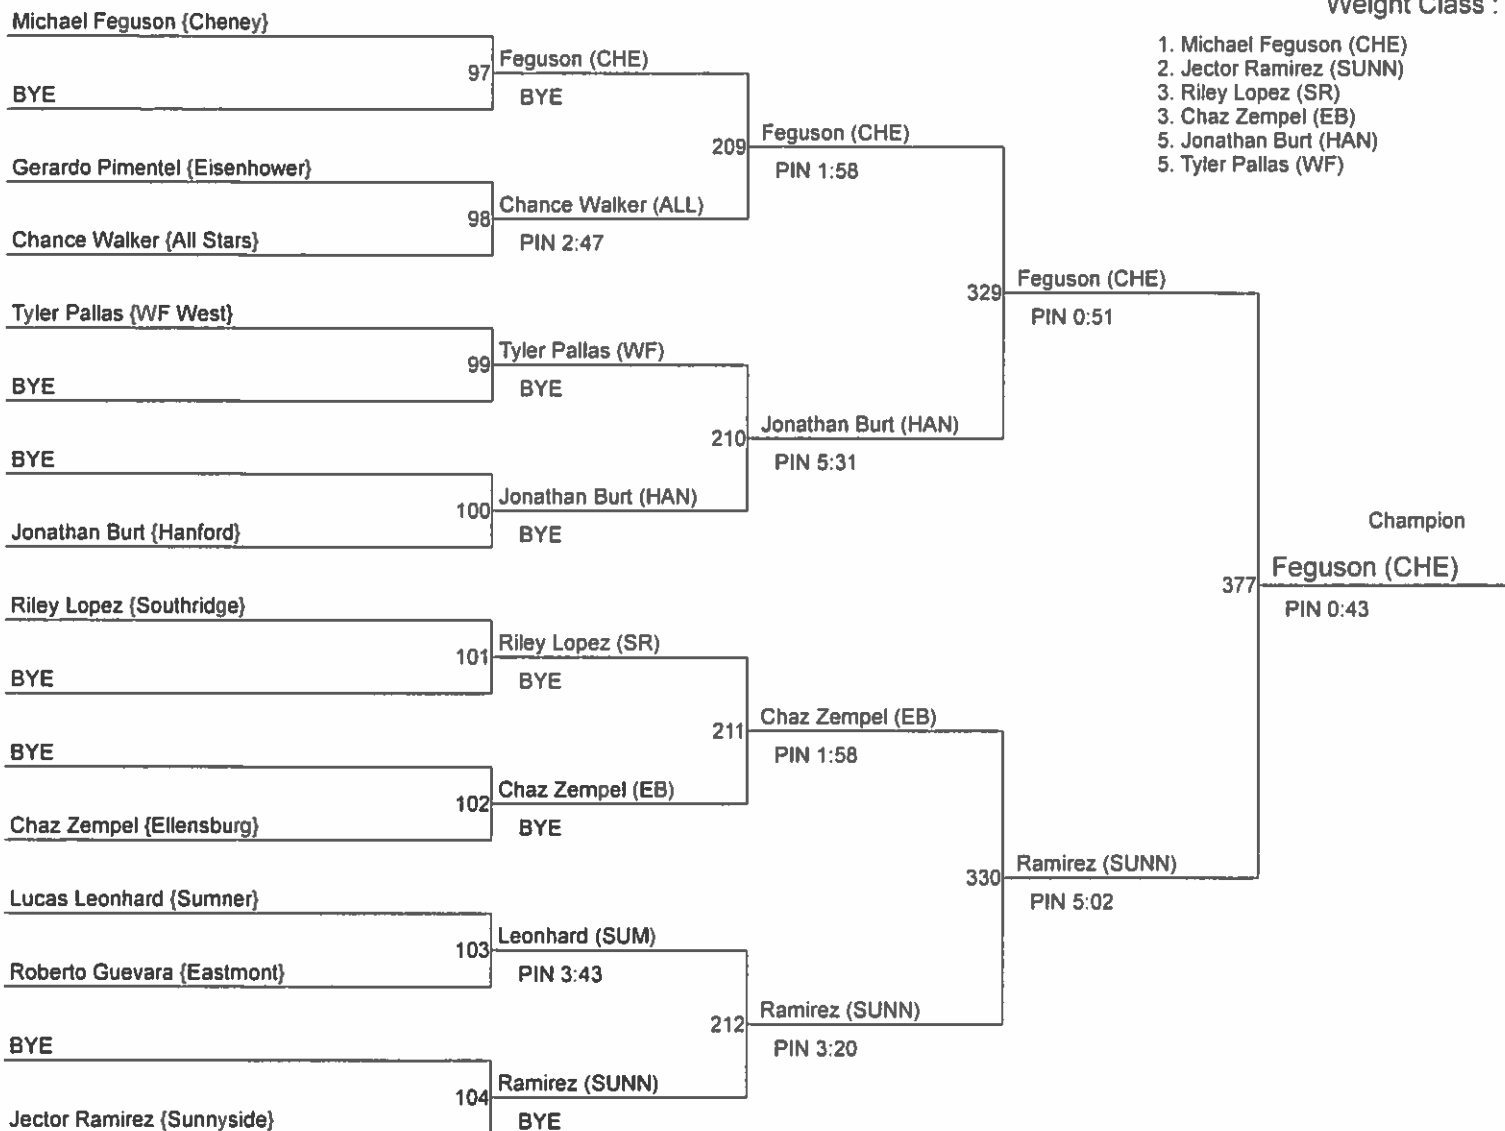 Weight Class :
1. Michael Feguson (CHE)
2. Jector Ramirez (SUNN)
3. Riley Lopez (SR)
3. Chaz Zempel (EB)
5. Jonathan Burt (HAN)
5. Tyler Pallas (WF)
Michael Feguson {Cheney}
BYE
Gerardo Pimentel {Eisenhower}
Chance Walker {All Stars}
Tyler Pallas {WF West}
BYE
BYE
Jonathan Burt {Hanford}
Riley Lopez {Southridge}
BYE
BYE
Chaz Zempel {Ellensburg}
Lucas Leonhard {Sumner}
Roberto Guevara {Eastmont}
BYE
Jector Ramirez {Sunnyside}
97 Feguson (CHE)
BYE
98 Chance Walker (ALL)
PIN 2:47
99 Tyler Pallas (WF)
BYE
100 Jonathan Burt (HAN)
BYE
101 Riley Lopez (SR)
BYE
102 Chaz Zempel (EB)
BYE
103 Leonhard (SUM)
PIN 3:43
104 Ramirez (SUNN)
BYE
209 Feguson (CHE)
PIN 1:58
210 Jonathan Burt (HAN)
PIN 5:31
211 Chaz Zempel (EB)
PIN 1:58
212 Ramirez (SUNN)
PIN 3:20
329 Feguson (CHE)
PIN 0:51
330 Ramirez (SUNN)
PIN 5:02
Champion
377 Feguson (CHE)
PIN 0:43